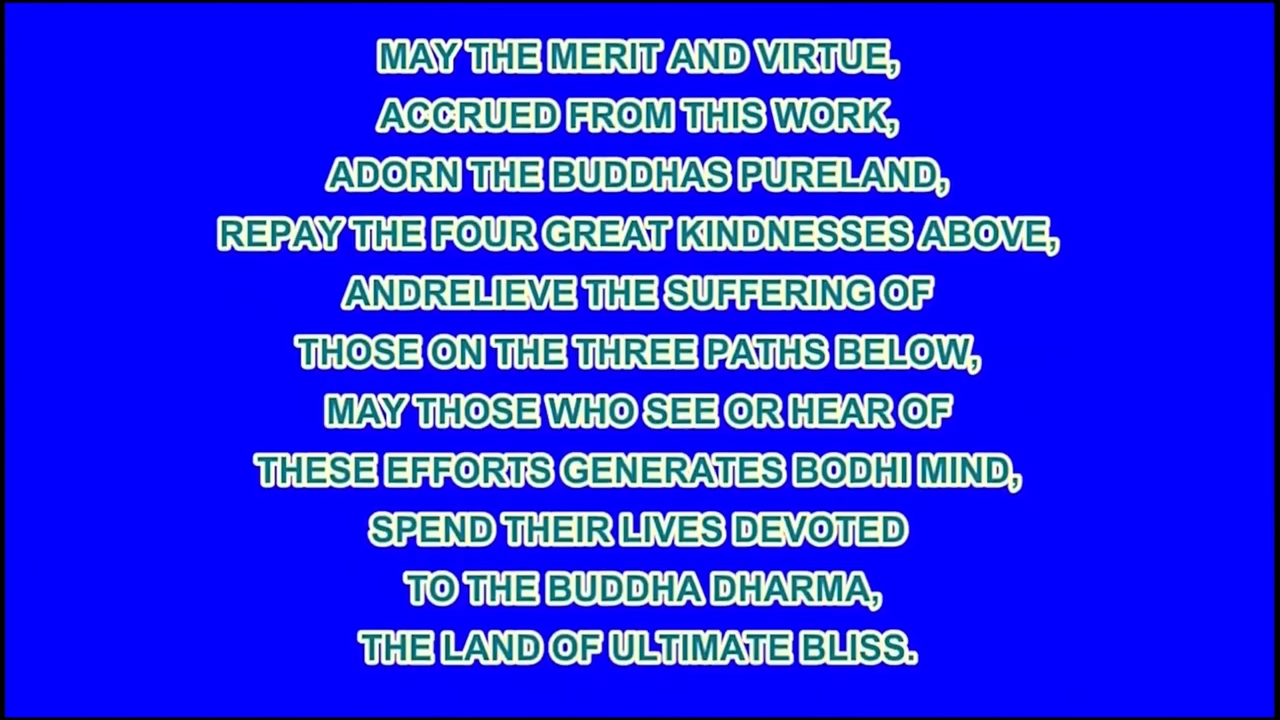 MAY THE MERIT AND VIRTUE,
ACCRUED FROM THIS WORK,
ADORN THE BUDDHAS PURELAND,
REPAY THE FOUR GREAT KINDNESSES ABOVE,
ANDRELIEVE THE SUFFERING OF
THOSE ON THE THREE PATHS BELOW,
MAY THOSE WHO SEE OR HEAR OF
THESE EFFORTS GENERATES BODHI MIND,
SPEND THEIR LIVES DEVOTED
TO THE BUDDHA DHARMA,
THE LAND OF ULTIMATE BLISS.